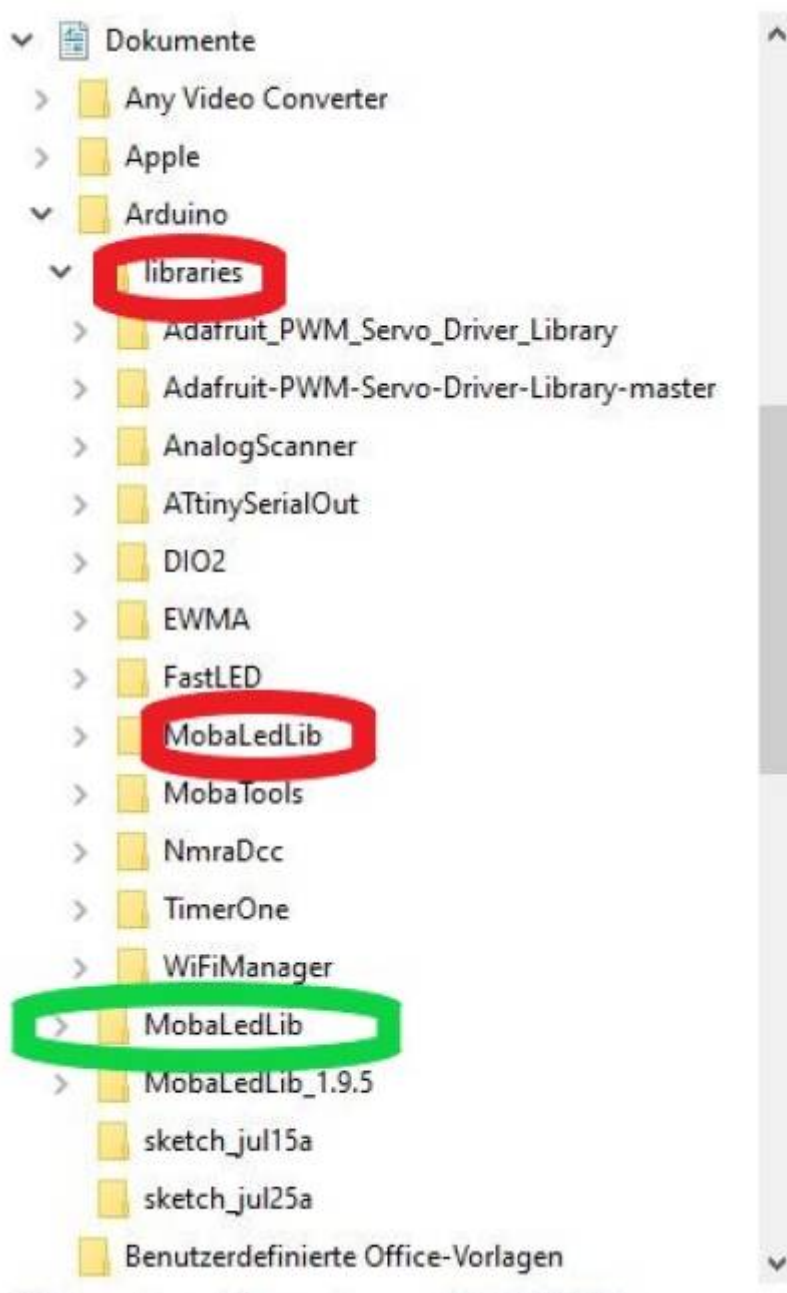 Dokumente
Any Video Converter
Apple
Arduino
libraries
Adafruit_PWM_Servo_Driver_Library
Adafruit-PWM-Servo-Driver-Library-master
AnalogScanner
ATtinySerialOut
DIO2
EWMA
FastLED
MobaLedLib
MobaTools
NmraDcc
TimerOne
WiFiManager
MobaLedLib
MobaLedLib_1.9.5
sketch_jul15a
sketch_jul25a
Benutzerdefinierte Office-Vorlagen